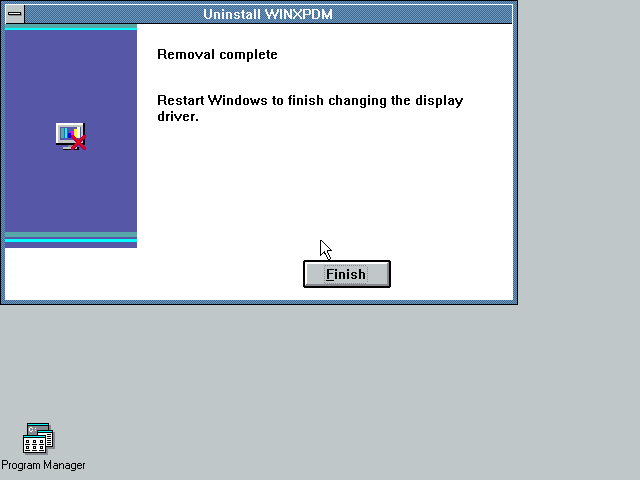 Uninstall WINXPDM
Removal complete
Restart Windows to finish changing the display
driver.
Finish
Program Manager